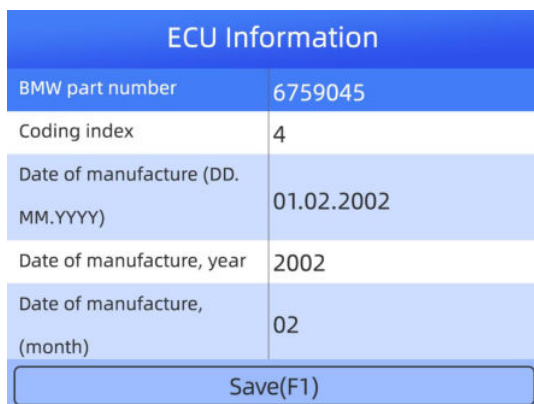 ECU Information
BMW part number 6759045
Coding index 4
Date of manufacture (DD.
MM.YYYY) 01.02.2002
Date of manufacture, year 2002
Date of manufacture,
(month) 02
Save(F1)